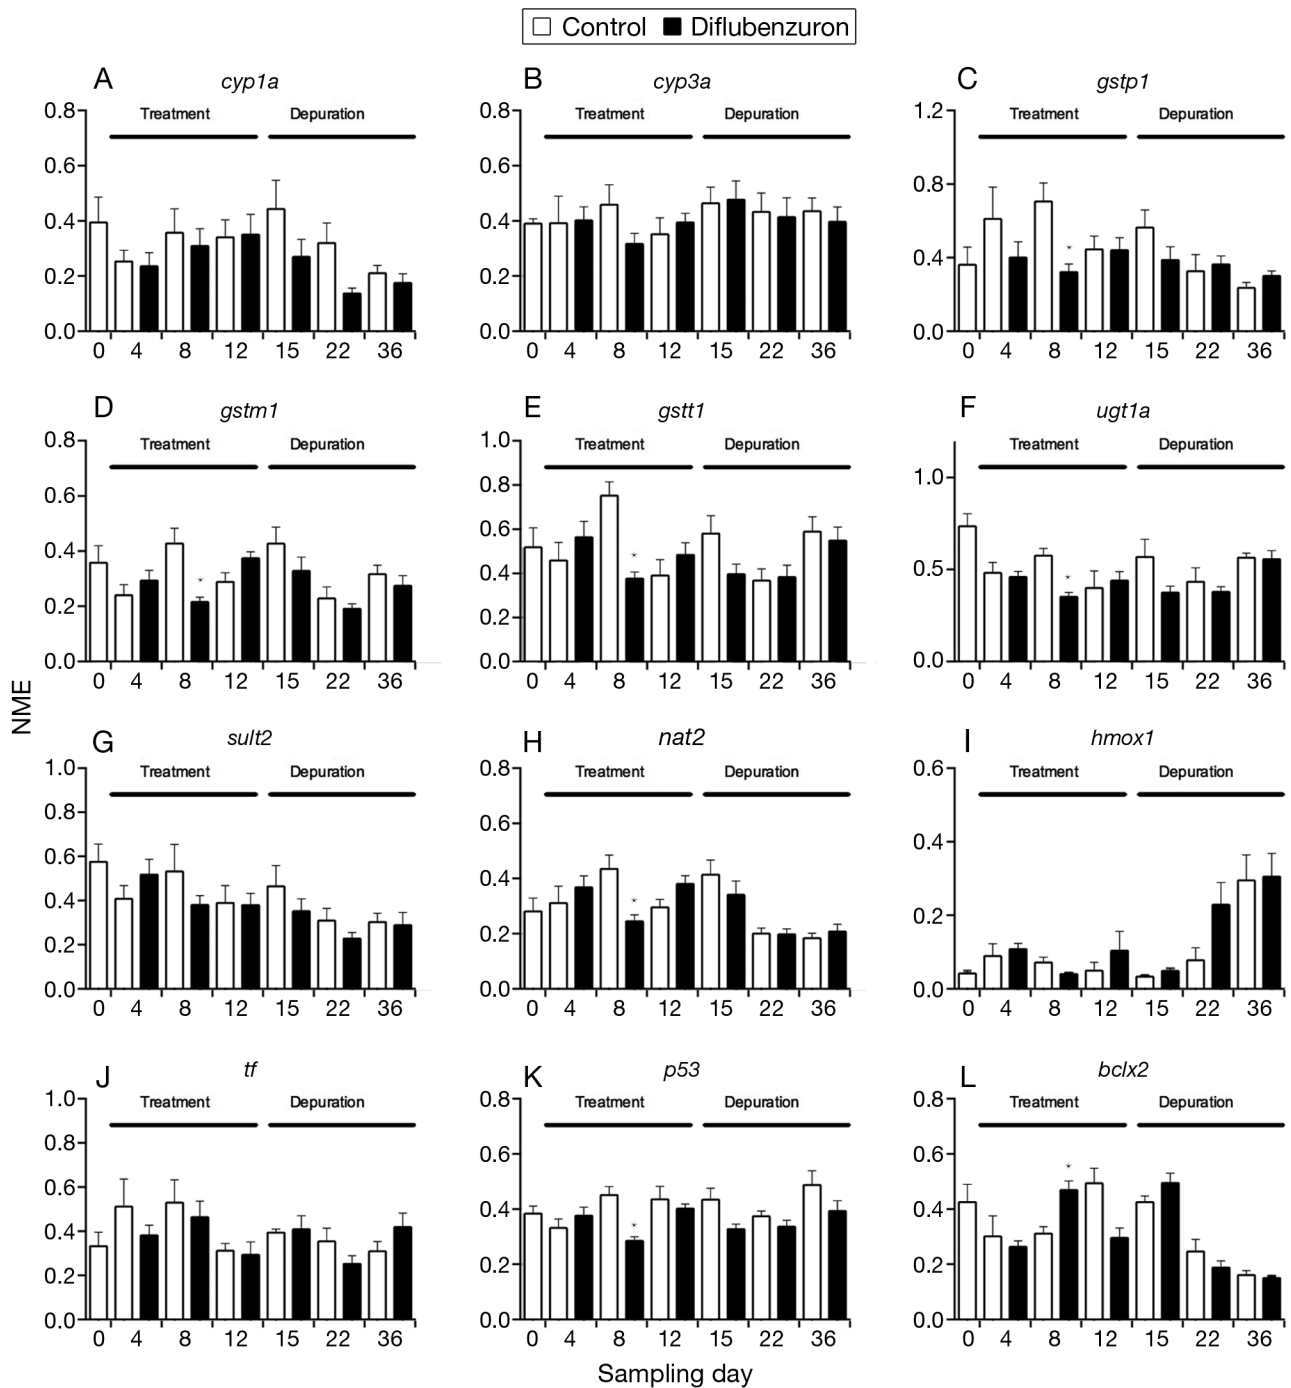 Control Diflubenzuron
A cyp1a B cyp3a C gstp1
0.8 Treatment Depuration 0.8 Treatment Depuration 1.2 Treatment Depuration
0.6 0.6 0.8
0.4 0.4 * 0.4
0.2 0.2
0.0 0.0 0.0
0 4 8 12 15 22 36 0 4 8 12 15 22 36 0 4 8 12 15 22 36
D gstm1 E gstt1 F ugt1a
0.8 Treatment Depuration 1.0 Treatment Depuration Treatment Depuration
0.6 0.8 1.0
0.4 0.6 0.5
* 0.4 * *
0.2 0.2
0.0 0.0 0.0
0 4 8 12 15 22 36 0 4 8 12 15 22 36 0 4 8 12 15 22 36
NME
G sult2 H nat2 I hmox1
1.0 Treatment Depuration 0.8 Treatment Depuration 0.6 Treatment Depuration
0.8 0.6 0.4
0.6 0.4
0.4 * 0.2
0.2 0.2
0.0 0.0 0.0
0 4 8 12 15 22 36 0 4 8 12 15 22 36 0 4 8 12 15 22 36
J tf K p53 L bclx2
1.0 Treatment Depuration 0.8 Treatment Depuration 0.8 Treatment Depuration
0.8 0.6 0.6
0.6 *
0.4 0.4 0.4
0.2 * 0.2 0.2
0.0 0.0 0.0
0 4 8 12 15 22 36 0 4 8 12 15 22 36 0 4 8 12 15 22 36
Sampling day